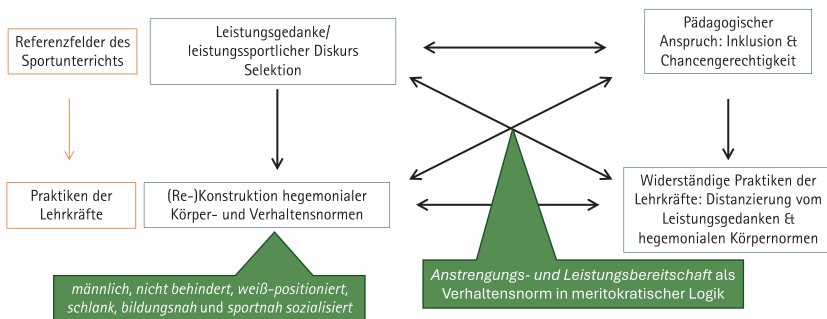 Referenzfelder des
Sportunterrichts
Leistungsgedanke/
leistungssportlicher Diskurs
Selektion
Pädagogischer
Anspruch: Inklusion &
Chancengerechtigkeit
Praktiken der
Lehrkräfte
(Re-)Konstruktion hegemonialer
Körper- und Verhaltensnormen
Widerständige Praktiken der
Lehrkräfte: Distanzierung vom
Leistungsgedanken &
hegemonialen Körpernormen
männlich, nicht behindert, weiß-positioniert,
schlank, bildungsnah und sportnah sozialisiert
Anstrengungs- und Leistungsbereitschaft als
Verhaltensnorm in meritokratischer Logik